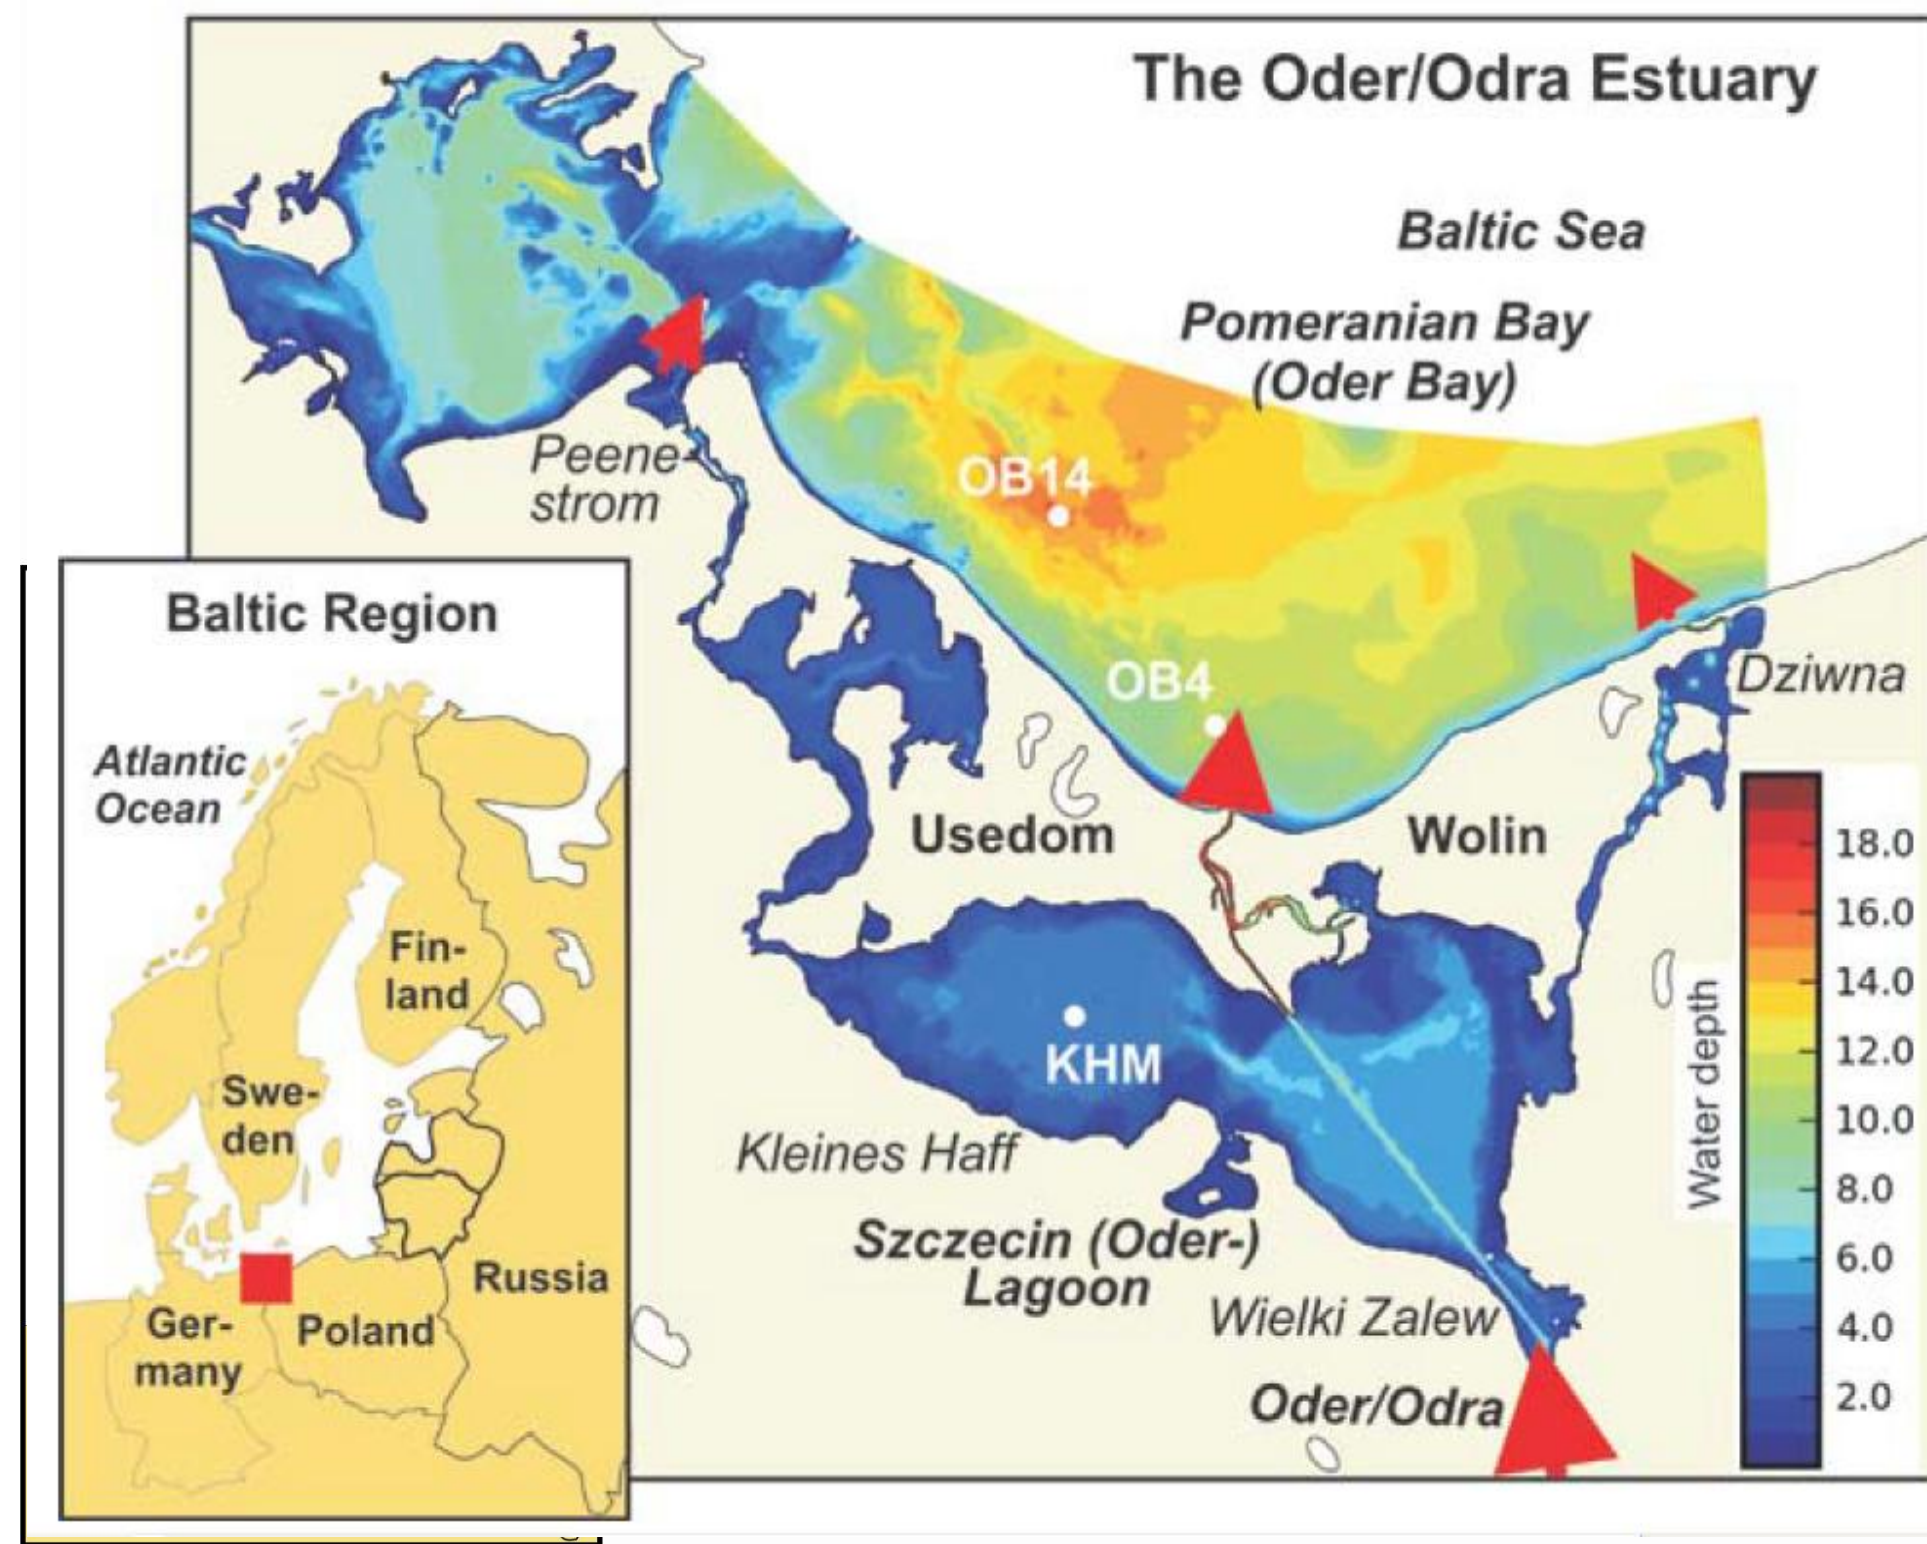 The Oder/Odra Estuary
Baltic Sea
Pomeranian Bay
(Oder Bay)
Peene-
strom
OB14
OB4
Dziwna
Usedom
Wolin
KHM
Kleines Haff
Szczecin (Oder-)
Lagoon
Wielki Zalew
Oder/Odra
Water depth
18.0
16.0
14.0
12.0
10.0
8.0
6.0
4.0
2.0
Baltic Region
Atlantic
Ocean
Fin-
land
Swe-
den
Russia
Ger-
many
Poland